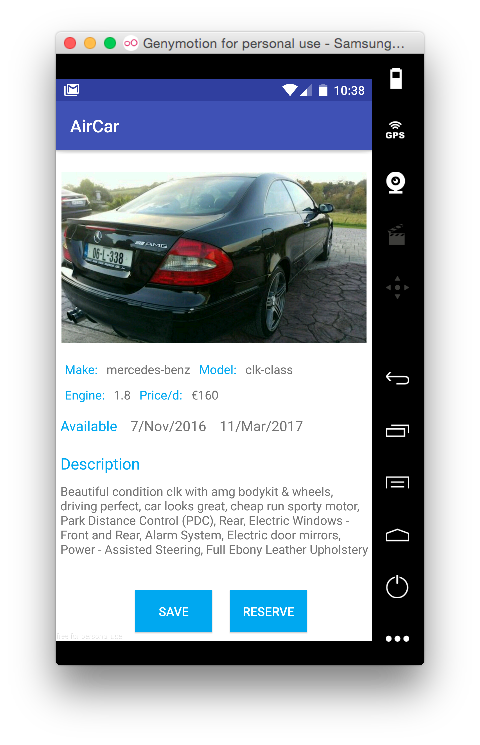 Genymotion for personal use - Samsung...
10:38
GPS
AirCar
AMG
06-L-338
Make: mercedes-benz Model: clk-class
Engine: 1.8 Price/d: €160
Available 7/Nov/2016 11/Mar/2017
Description
Beautiful condition clk with amg bodykit & wheels,
driving perfect, car looks great, cheap run sporty motor,
Park Distance Control (PDC), Rear, Electric Windows -
Front and Rear, Alarm System, Electric door mirrors,
Power - Assisted Steering, Full Ebony Leather Upholstery
SAVE RESERVE